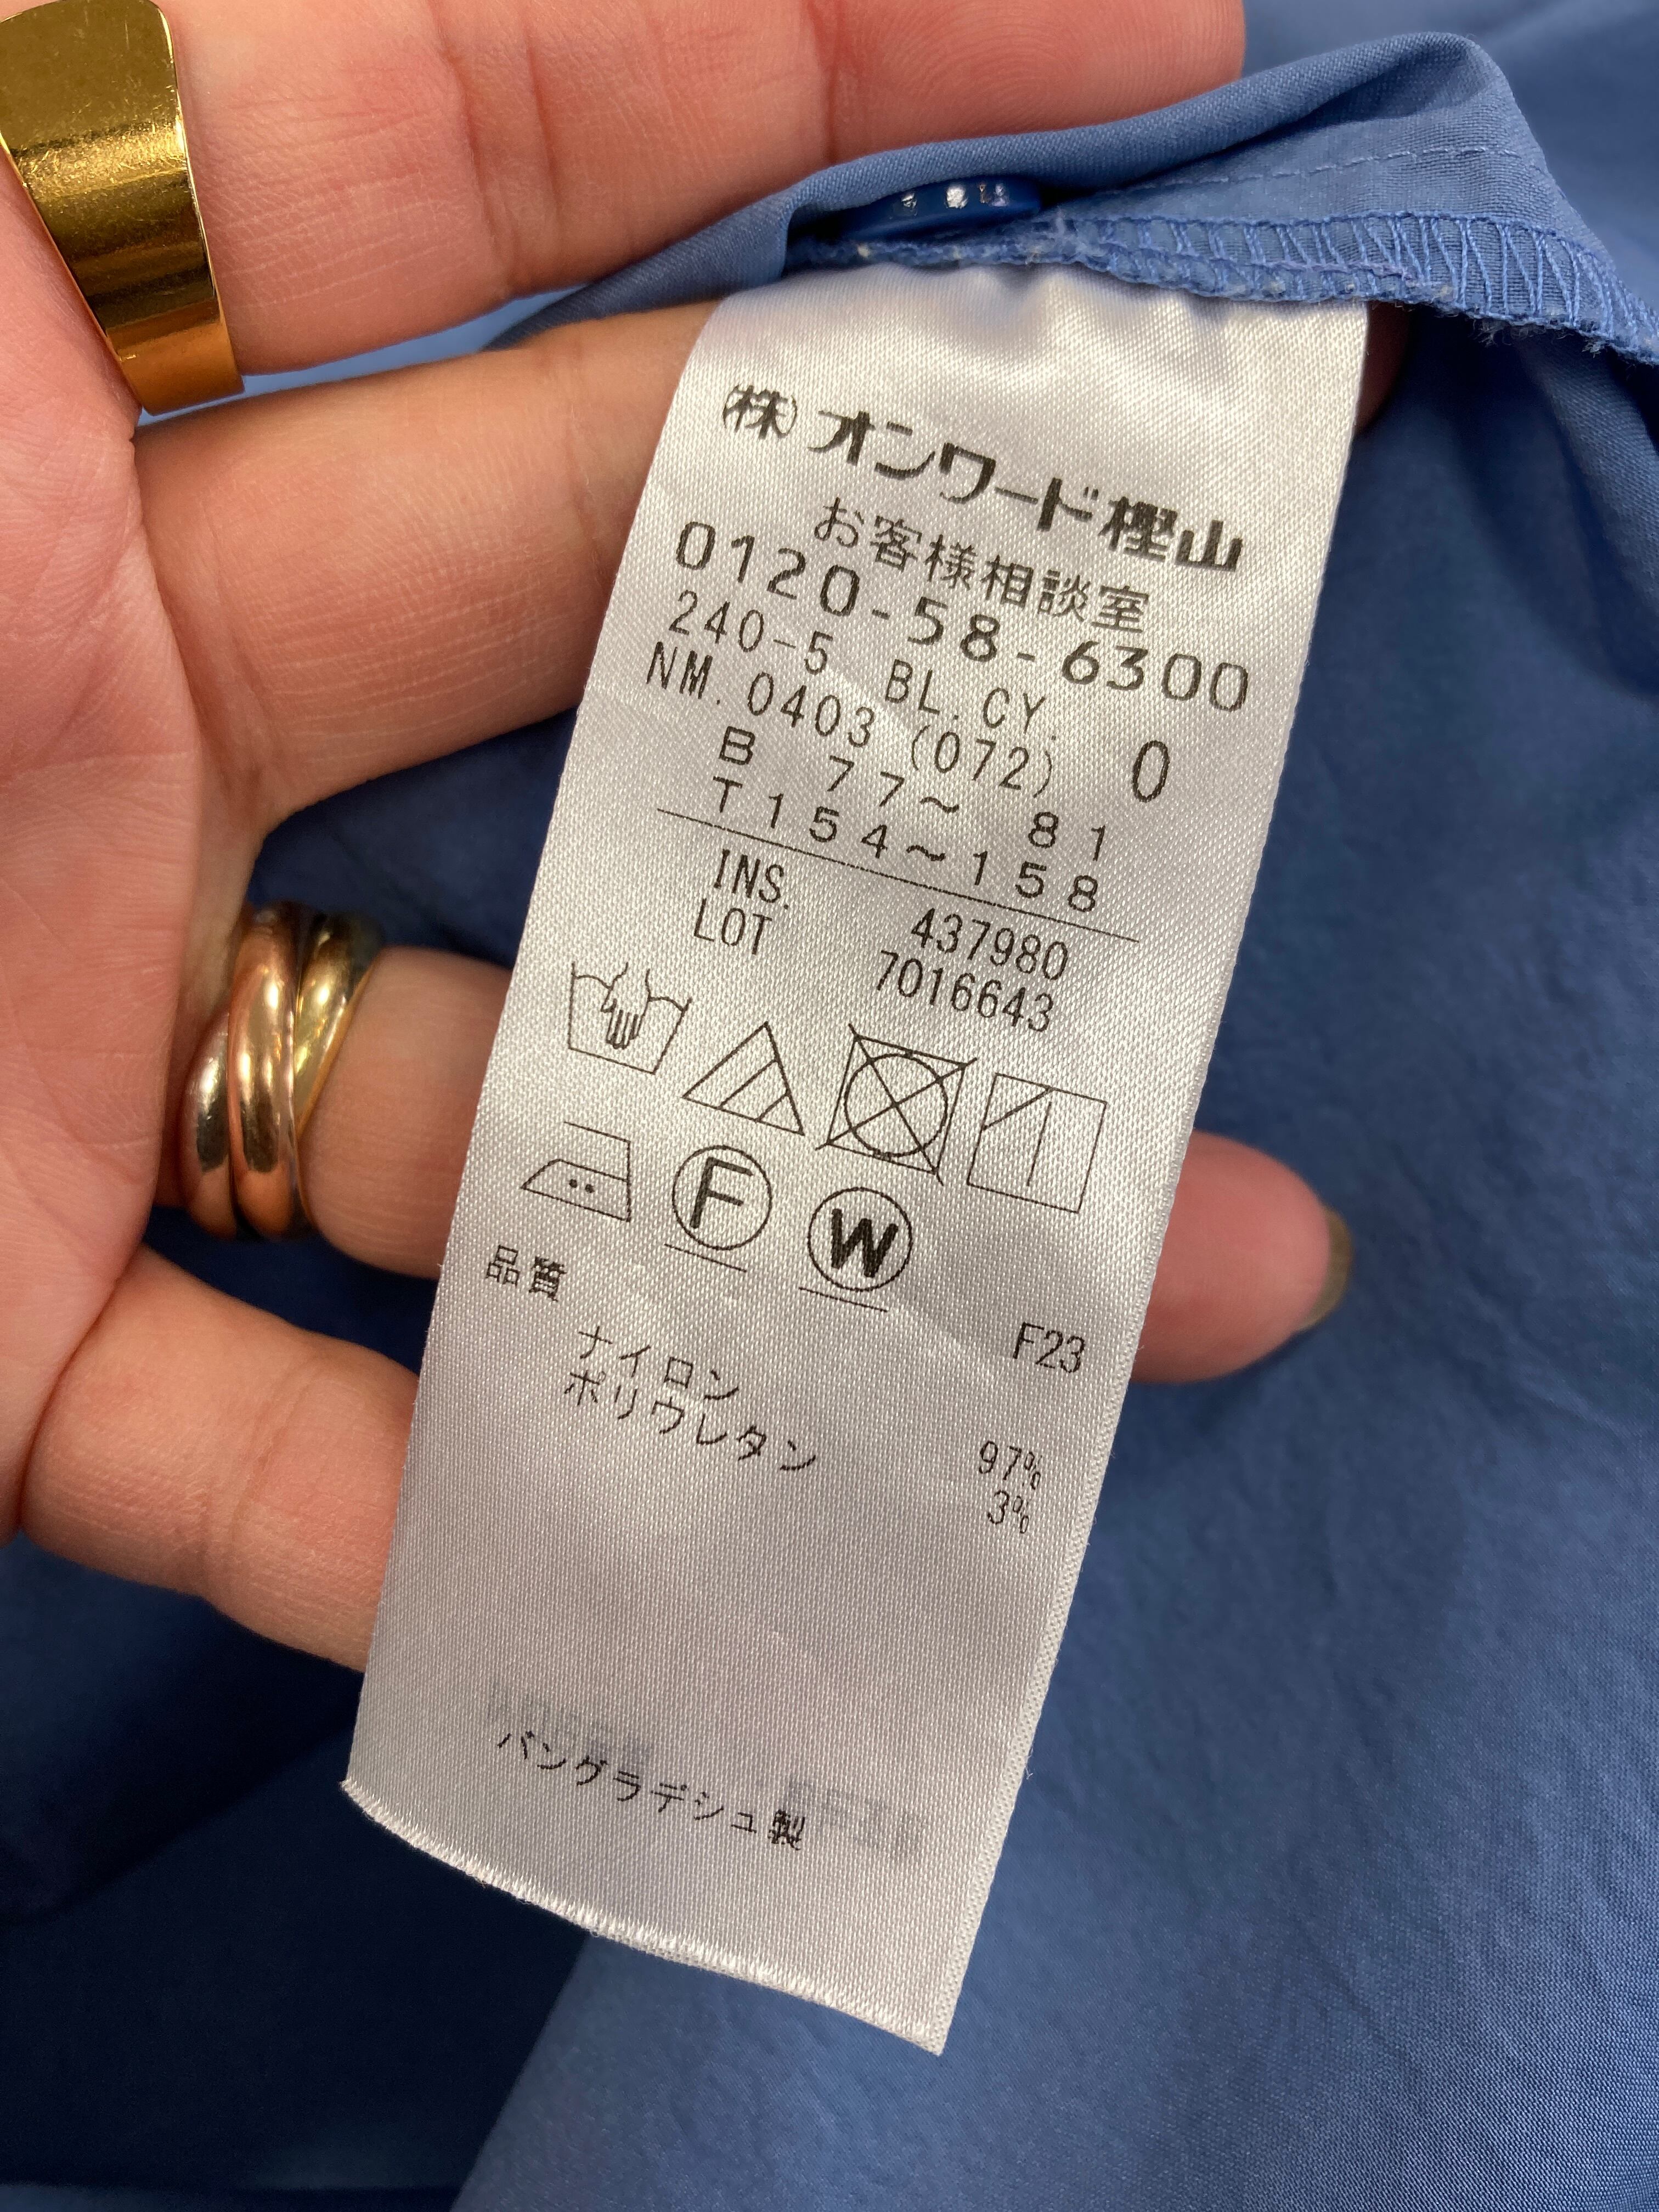 ㈱オンワード樫山
お客様相談室
0120-58-6300
240-5 BL.CY.
NM.0403(072) 0
B 77〜 81
T154〜158
INS. 437980
LOT 7016643
F
W
F23
品質
ナイロン 97%
ポリウレタン 3%
バングラデシュ製